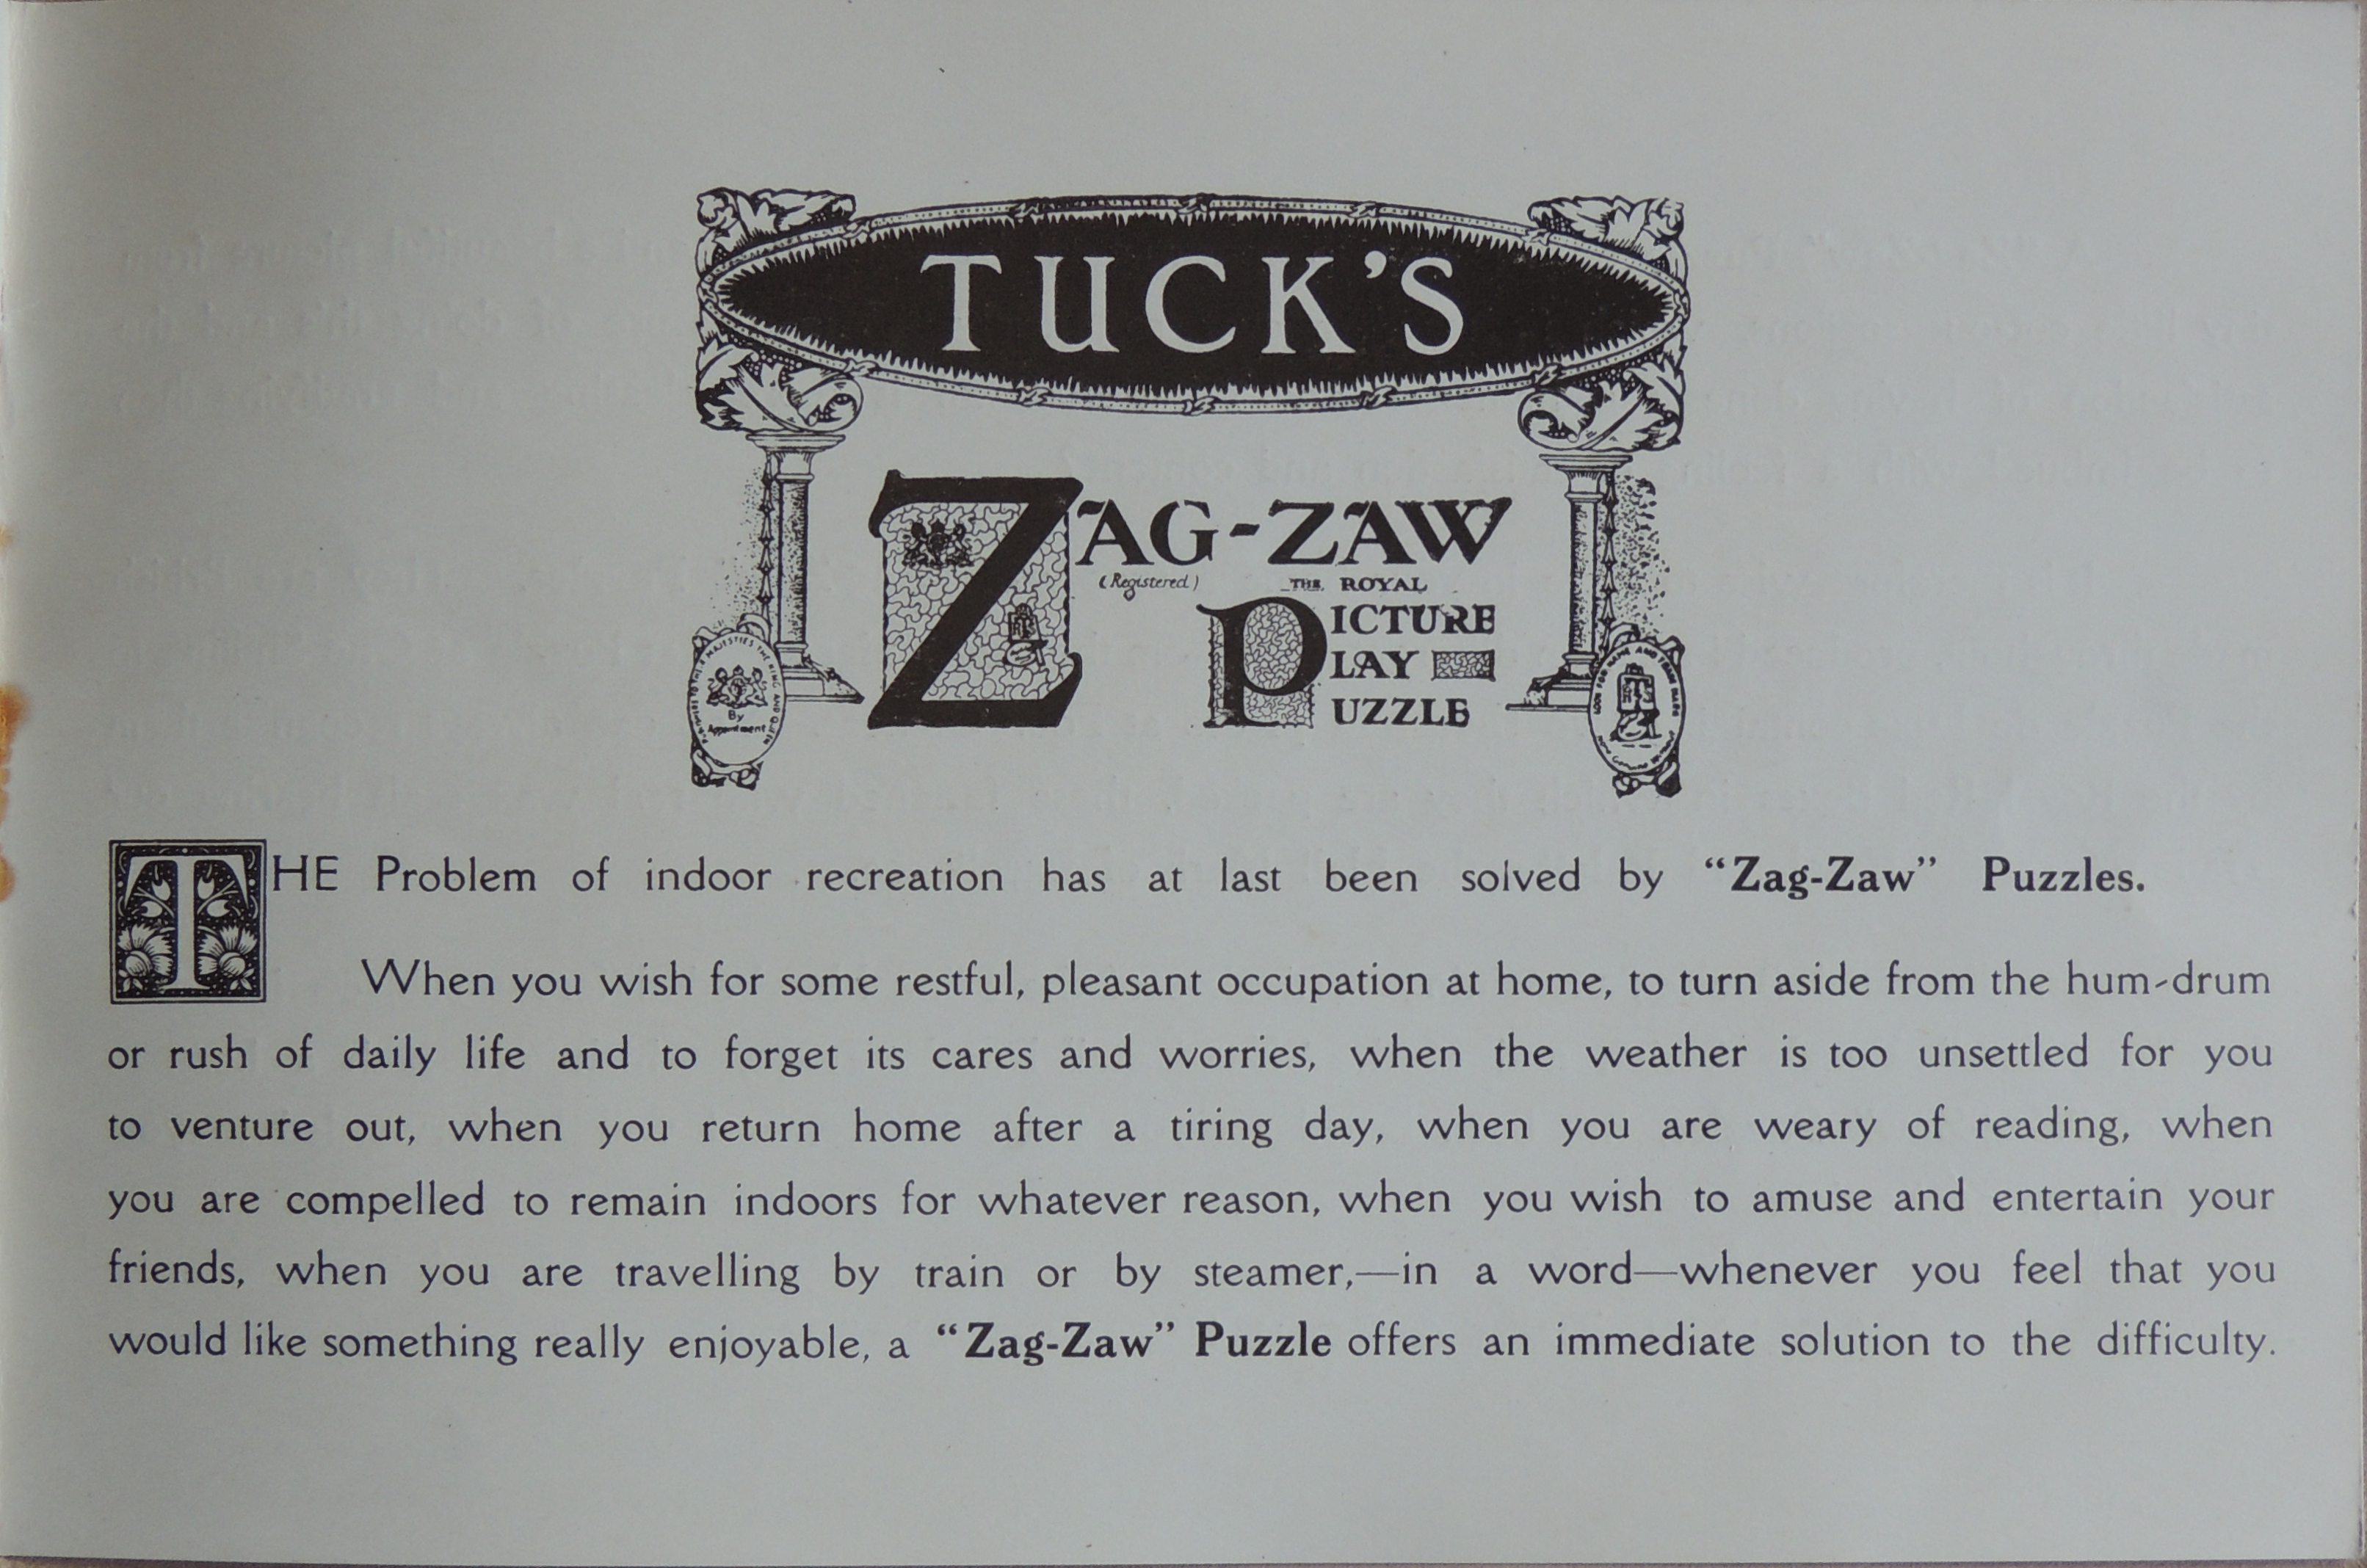 TUCK'S
ZAG-ZAW
(Registered) THE ROYAL
PICTURE
PLAY
PUZZLE
By
Appointment
THE Problem of indoor recreation has at last been solved by “Zag-Zaw” Puzzles.
When you wish for some restful, pleasant occupation at home, to turn aside from the hum-drum
or rush of daily life and to forget its cares and worries, when the weather is too unsettled for you
to venture out, when you return home after a tiring day, when you are weary of reading, when
you are compelled to remain indoors for whatever reason, when you wish to amuse and entertain your
friends, when you are travelling by train or by steamer,—in a word—whenever you feel that you
would like something really enjoyable, a “Zag-Zaw” Puzzle offers an immediate solution to the difficulty.